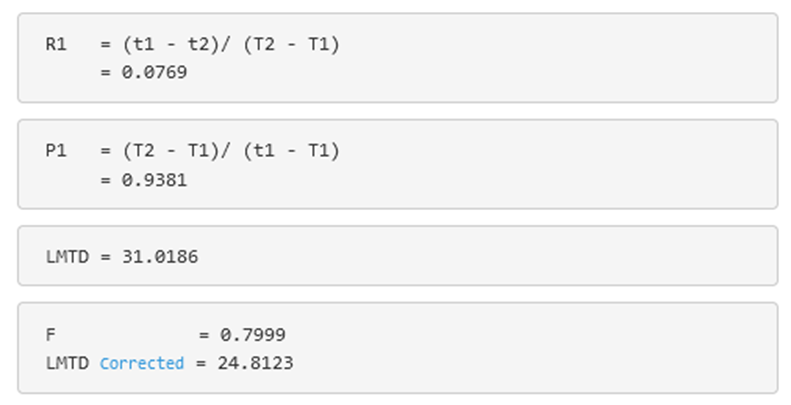 R1 = (t1 - t2)/ (T2 - T1)
= 0.0769
P1 = (T2 - T1)/ (t1 - T1)
= 0.9381
LMTD = 31.0186
F = 0.7999
LMTD Corrected = 24.8123